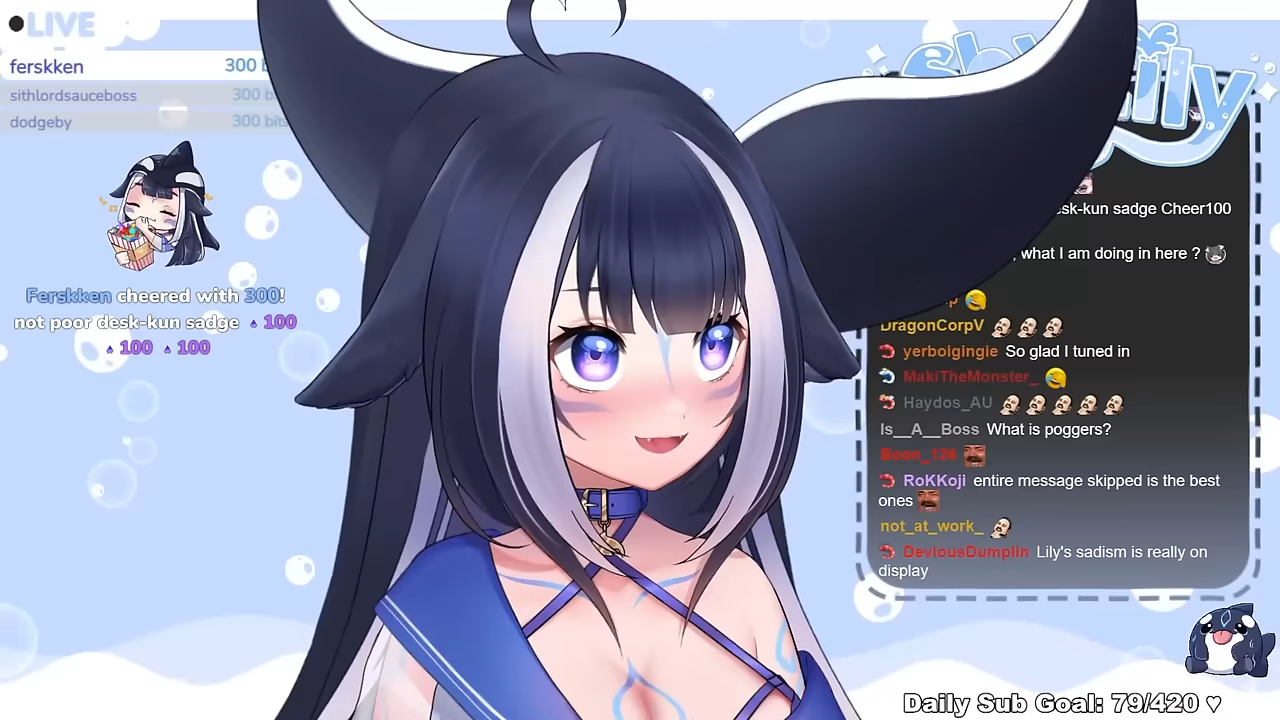 LIVE
ferskken 300
sithlordsauceboss 300 bits
dodgeby 300 bits
Ferskken cheered with 300!
not poor desk-kun sadge 100
100 100
lily
esk-kun sadge Cheer100
, what I am doing in here ?
DragonCorpV
yerboigingie So glad I tuned in
MakiTheMonster_
Haydos_AU
Is__A__Boss What is poggers?
Boon_126
RoKKoji entire message skipped is the best
ones
not_at_work_
DeviousDumplin Lily's sadism is really on
display
Daily Sub Goal: 79/420 ♥